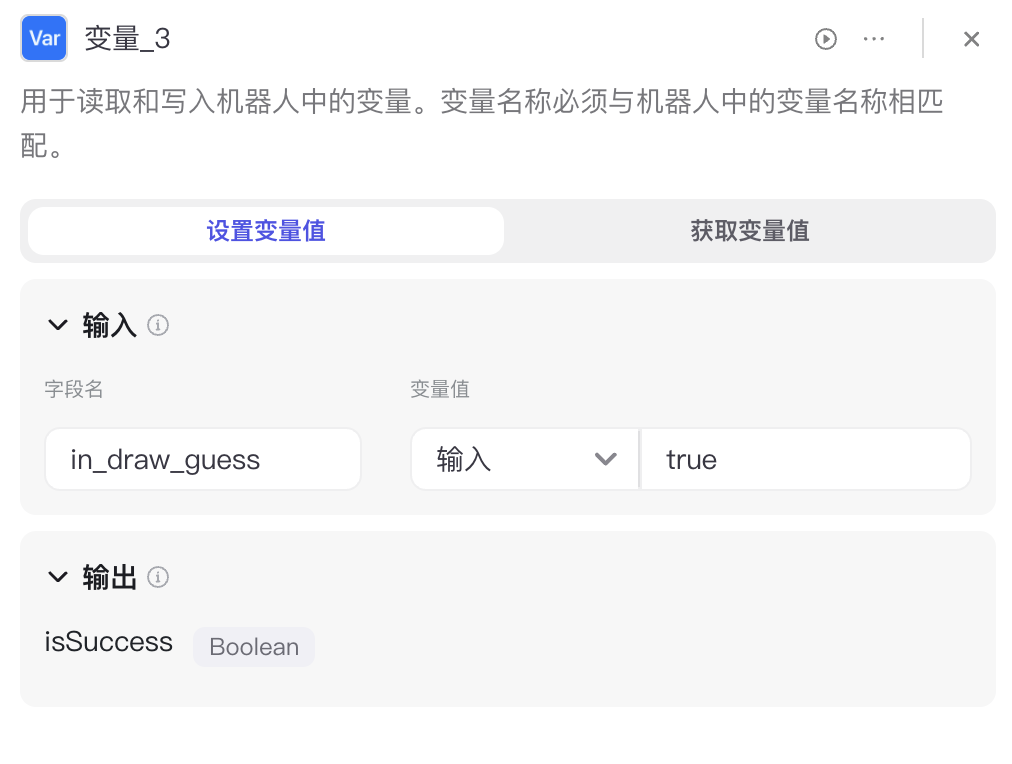 Var 变量_3
用于读取和写入机器人中的变量。变量名称必须与机器人中的变量名称相匹
配。
设置变量值 获取变量值
输入
字段名 变量值
in_draw_guess 输入 true
输出
isSuccess Boolean